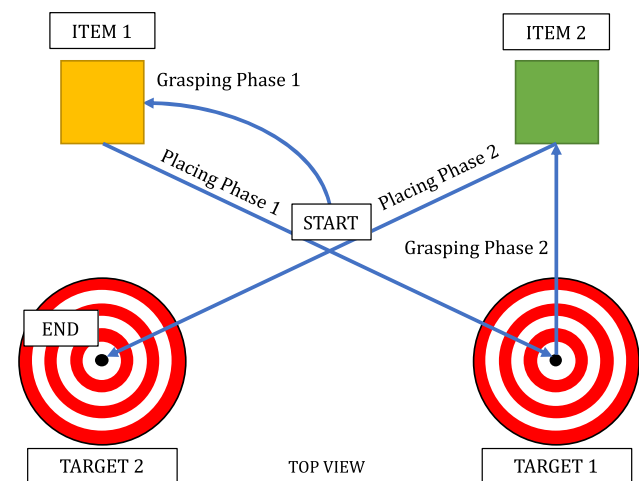 ITEM 1
ITEM 2
Grasping Phase 1
Placing Phase 1
Placing Phase 2
START
Grasping Phase 2
END
TARGET 2
TOP VIEW
TARGET 1